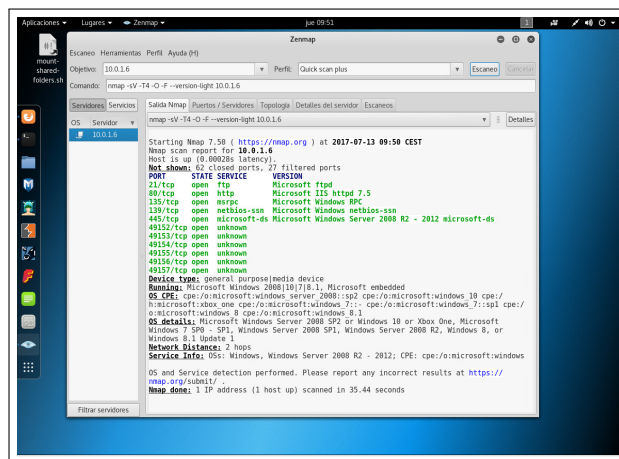 Aplicaciones ▾ Lugares ▾ Zenmap ▾ jue 09:51 1
mount-
shared-
folders.sh
Zenmap
Escaneo Herramientas Perfil Ayuda (H)
Objetivo: 10.0.1.6 Perfil: Quick scan plus Escaneo Cancelar
Comando: nmap -sV -T4 -O -F --version-light 10.0.1.6
Servidores Servicios Salida Nmap Puertos / Servidores Topología Detalles del servidor Escaneos
OS Servidor nmap -sV -T4 -O -F --version-light 10.0.1.6 Detalles
10.0.1.6
Starting Nmap 7.50 ( https://nmap.org ) at 2017-07-13 09:50 CEST
Nmap scan report for 10.0.1.6
Host is up (0.00028s latency).
Not shown: 62 closed ports, 27 filtered ports
PORT STATE SERVICE VERSION
21/tcp open ftp Microsoft ftpd
80/tcp open http Microsoft IIS httpd 7.5
135/tcp open msrpc Microsoft Windows RPC
139/tcp open netbios-ssn Microsoft Windows netbios-ssn
445/tcp open microsoft-ds Microsoft Windows Server 2008 R2 - 2012 microsoft-ds
49152/tcp open unknown
49153/tcp open unknown
49154/tcp open unknown
49155/tcp open unknown
49156/tcp open unknown
49157/tcp open unknown
Device type: general purpose|media device
Running: Microsoft Windows 2008|10|7|8.1, Microsoft embedded
OS CPE: cpe:/o:microsoft:windows_server_2008::sp2 cpe:/o:microsoft:windows_10 cpe:/
h:microsoft:xbox_one cpe:/o:microsoft:windows_7::- cpe:/o:microsoft:windows_7::sp1 cpe:/
o:microsoft:windows_8 cpe:/o:microsoft:windows_8.1
OS details: Microsoft Windows Server 2008 SP2 or Windows 10 or Xbox One, Microsoft
Windows 7 SP0 - SP1, Windows Server 2008 SP1, Windows Server 2008 R2, Windows 8, or
Windows 8.1 Update 1
Network Distance: 2 hops
Service Info: OSs: Windows, Windows Server 2008 R2 - 2012; CPE: cpe:/o:microsoft:windows
OS and Service detection performed. Please report any incorrect results at https://
nmap.org/submit/ .
Nmap done: 1 IP address (1 host up) scanned in 35.44 seconds
Filtrar servidores